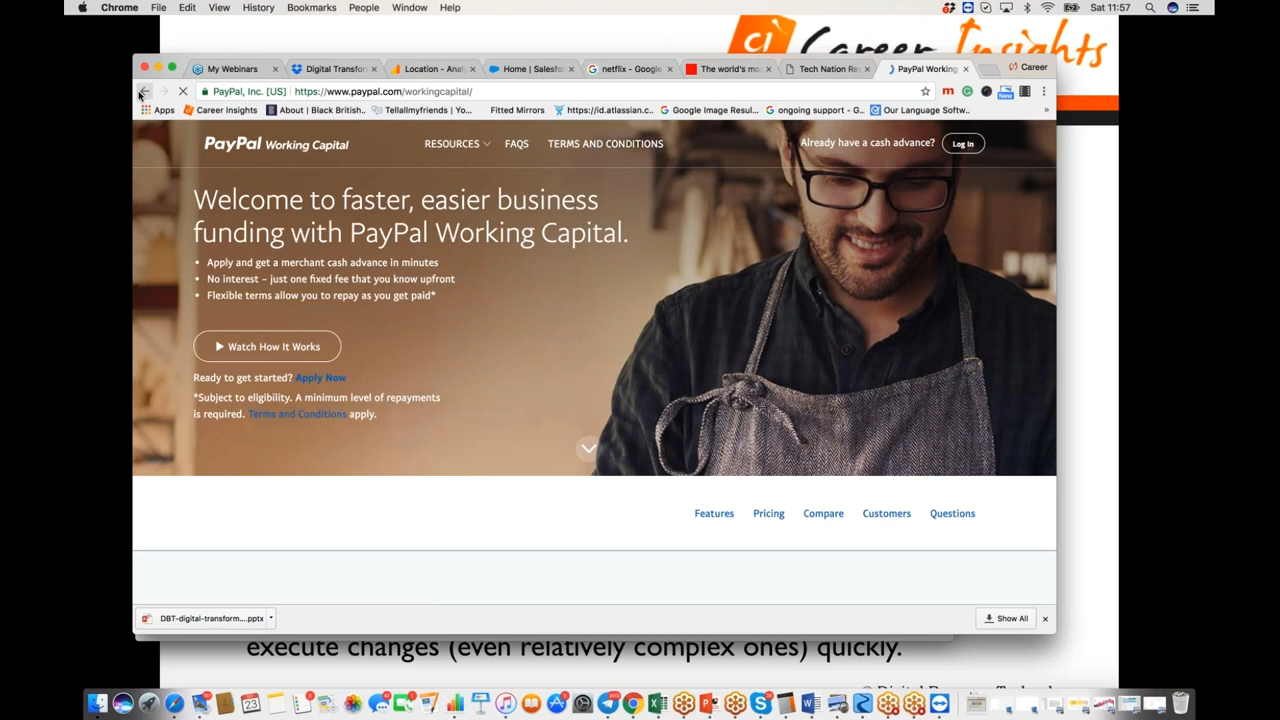 Chrome File Edit View History Bookmarks People Window Help Sat 11:57
Career Insights
My Webinars Digital Transfor Location - Analy Home | Salesfor netflix - Google The world's mo Tech Nation Rep PayPal Working Career
PayPal, Inc. [US] https://www.paypal.com/workingcapital/
Apps Career Insights About | Black British.. Tellallmyfriends | (Yo Fitted Mirrors https://id.atlassian.c.. Google Image Resul... ongoing support - G.. Our Language Softw.. »
PayPal Working Capital RESOURCES FAQS TERMS AND CONDITIONS Already have a cash advance? Log In
Welcome to faster, easier business
funding with PayPal Working Capital.
• Apply and get a merchant cash advance in minutes
• No interest – just one fixed fee that you know upfront
• Flexible terms allow you to repay as you get paid*
Watch How It Works
Ready to get started? Apply Now
*Subject to eligibility. A minimum level of repayments
is required. Terms and Conditions apply.
Features Pricing Compare Customers Questions
DBT-digital-transform....pptx Show All
execute changes (even relatively complex ones) quickly.